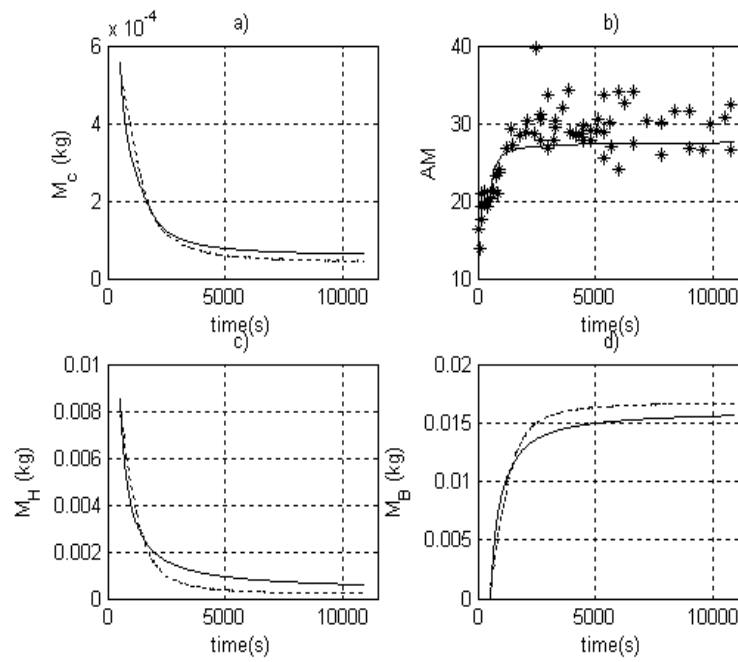 x 10⁻⁴ a) b)
6 40
4 30
2 20
0 10
M_c (kg) AM
0 5000 10000 0 5000 10000
time(s) time(s)
c) d)
0.01 0.02
0.008 0.015
0.006 0.01
0.004 0.005
0.002 0
0
M_H (kg) M_B (kg)
0 5000 10000 0 5000 10000
time(s) time(s)